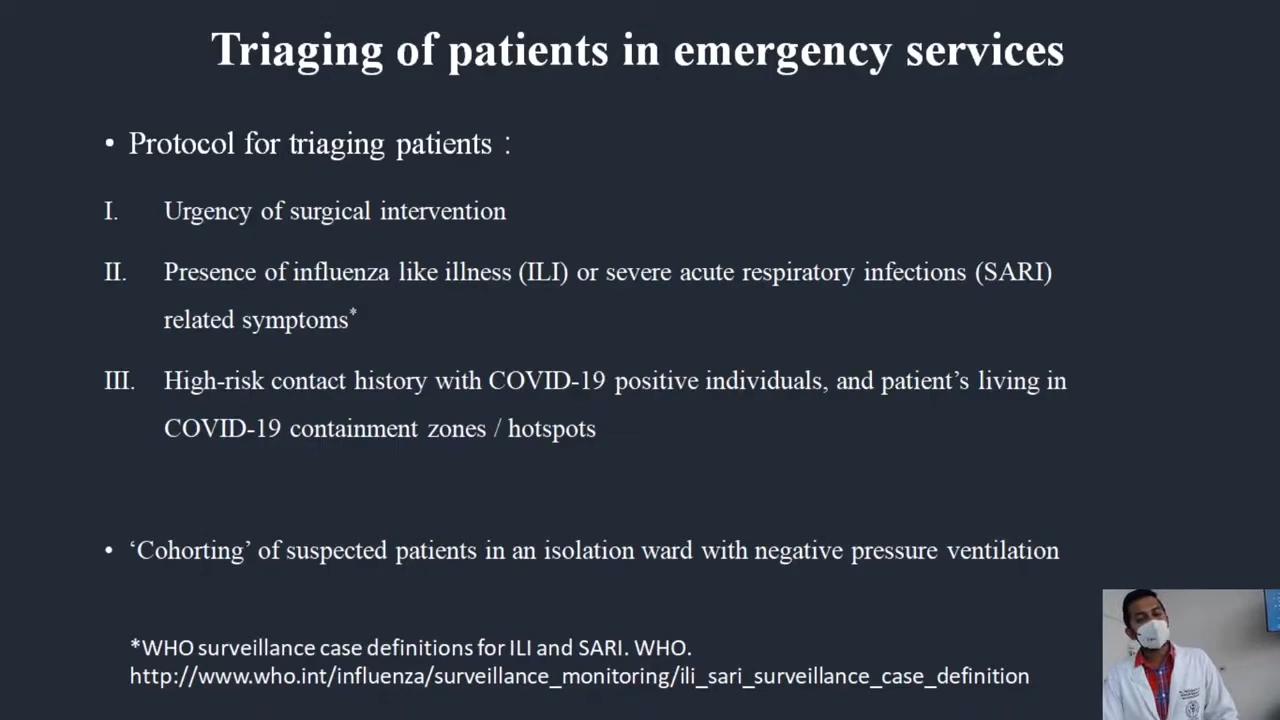 Triaging of patients in emergency services
• Protocol for triaging patients :
I. Urgency of surgical intervention
II. Presence of influenza like illness (ILI) or severe acute respiratory infections (SARI)
related symptoms*
III. High-risk contact history with COVID-19 positive individuals, and patient’s living in
COVID-19 containment zones / hotspots
• ‘Cohorting’ of suspected patients in an isolation ward with negative pressure ventilation
*WHO surveillance case definitions for ILI and SARI. WHO.
http://www.who.int/influenza/surveillance_monitoring/ili_sari_surveillance_case_definition